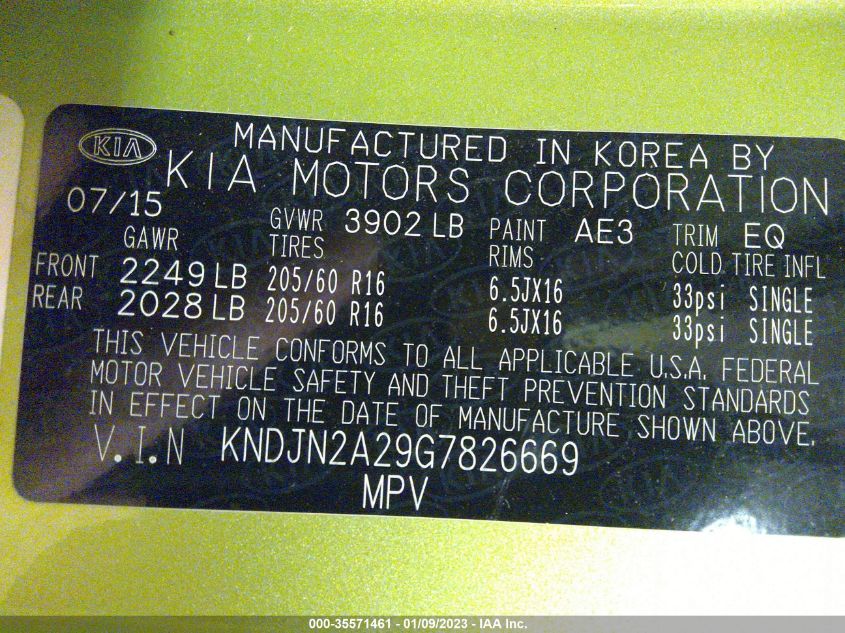 KIA MANUFACTURED IN KOREA BY
KIA MOTORS CORPORATION
07/15 GVWR 3902 LB PAINT AE3 TRIM EQ
GAWR TIRES RIMS COLD TIRE INFL
FRONT 2249 LB 205/60 R16 6.5JX16 33psi SINGLE
REAR 2028 LB 205/60 R16 6.5JX16 33psi SINGLE
THIS VEHICLE CONFORMS TO ALL APPLICABLE U.S.A. FEDERAL
MOTOR VEHICLE SAFETY AND THEFT PREVENTION STANDARDS
IN EFFECT ON THE DATE OF MANUFACTURE SHOWN ABOVE.
V.I.N KNDJN2A29G7826669
MPV
000-35571461 - 01/09/2023 - IAA Inc.